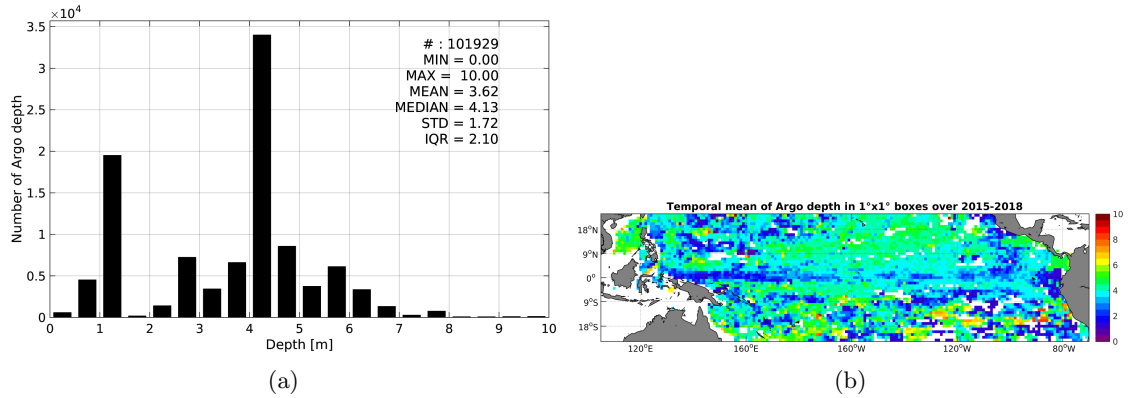 ×10⁴
3.5
3
2.5
2
1.5
1
0.5
0
Number of Argo depth
# : 101929
MIN = 0.00
MAX = 10.00
MEAN = 3.62
MEDIAN = 4.13
STD = 1.72
IQR = 2.10
0 1 2 3 4 5 6 7 8 9 10
Depth [m]
(a)
Temporal mean of Argo depth in 1°x1° boxes over 2015-2018
18°N
9°N
0°
9°S
18°S
120°E 160°E 160°W 120°W 80°W
10
8
6
4
2
0
(b)